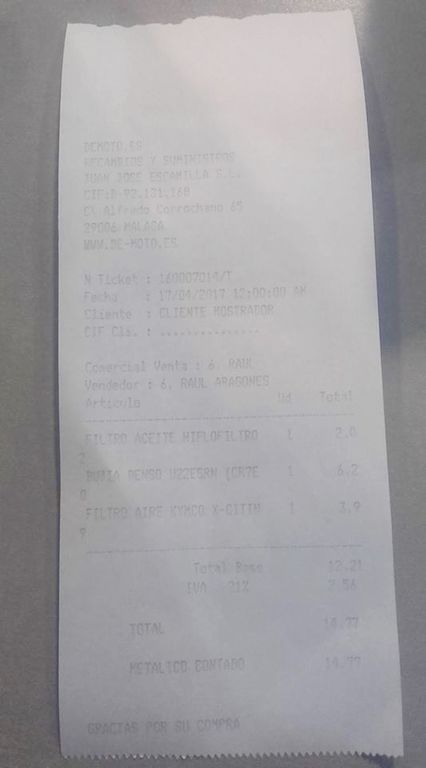 DEMOTO.ES
RECAMBIOS Y SUMINISTROS
JUAN JOSE ESCAMILLA S.L.
CIF:B-92.131.168
C\ Alfredo Corrochano 65
29006 MALAGA
WWW.DE-MOTO.ES
N Ticket : 160007014/T
Fecha : 17/04/2017 12:00:00 AM
Cliente : CLIENTE MOSTRADOR
CIF Cli. : ...............
Comercial Venta : 6. RAUL
Vendedor : 6. RAUL ARAGONES
Articulo Ud Total
FILTRO ACEITE HIFLOFILTRO 1 2.0
2
BUJIA DENSO U22ESRN (CR7E 1 6.2
0
FILTRO AIRE KYMCO 1 3.9
9
Total Base 12.21
IVA 21% 2.56
TOTAL 14.77
METALICO CONTADO 14.77
GRACIAS POR SU COMPRA